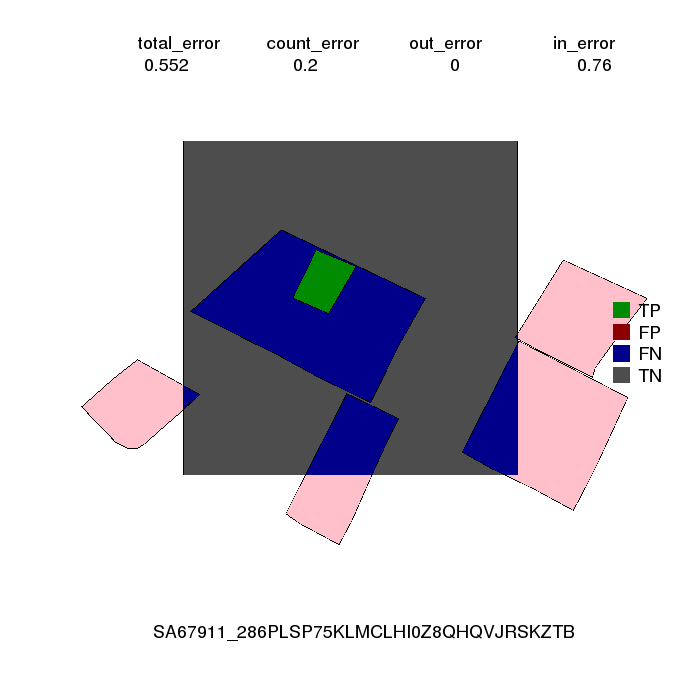 total_error count_error out_error in_error
0.552 0.2 0 0.76
TP
FP
FN
TN
SA67911_286PLSP75KLMCLHI0Z8QHQVJRSKZTB